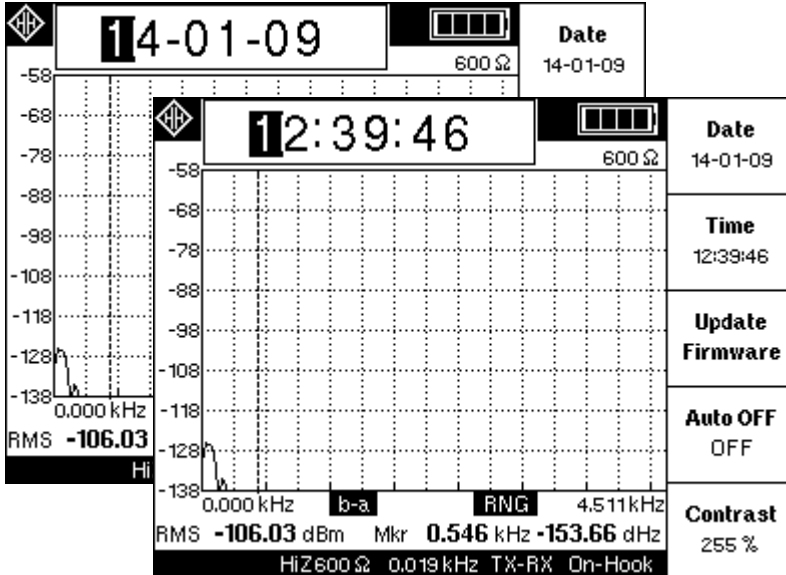 14-01-09
600 Ω
Date
14-01-09
-58
-68
-78
-88
-98
-108
-118
-128
-138
0.000 kHz
RMS -106.03
Hi
12:39:46
600 Ω
Date
14-01-09
Time
12:39:46
Update
Firmware
Auto OFF
OFF
Contrast
255 %
-58
-68
-78
-88
-98
-108
-118
-128
-138
0.000 kHz b-a RNG 4.511 kHz
RMS -106.03 dBm Mkr 0.546 kHz -153.66 dHz
HiZ600 Ω 0.019 kHz TX-RX On-Hook